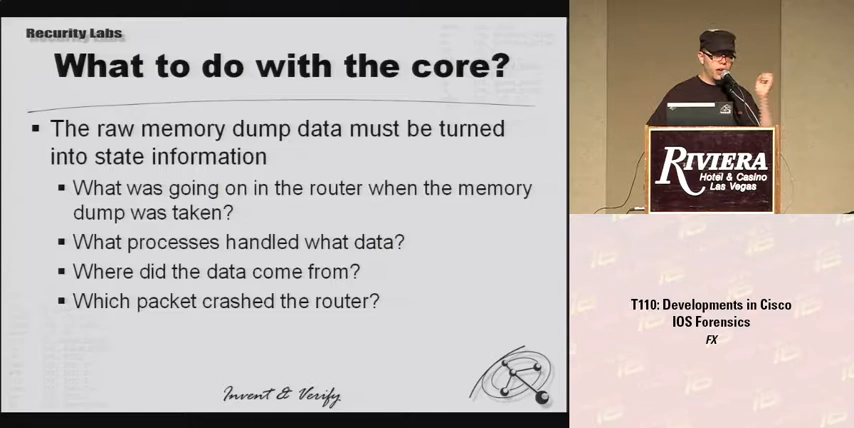 Recurity Labs
What to do with the core?
The raw memory dump data must be turned
into state information
What was going on in the router when the memory
dump was taken?
What processes handled what data?
Where did the data come from?
Which packet crashed the router?
Invent & Verify
RIVIERA
Hotel & Casino
Las Vegas
T110: Developments in Cisco
IOS Forensics
FX